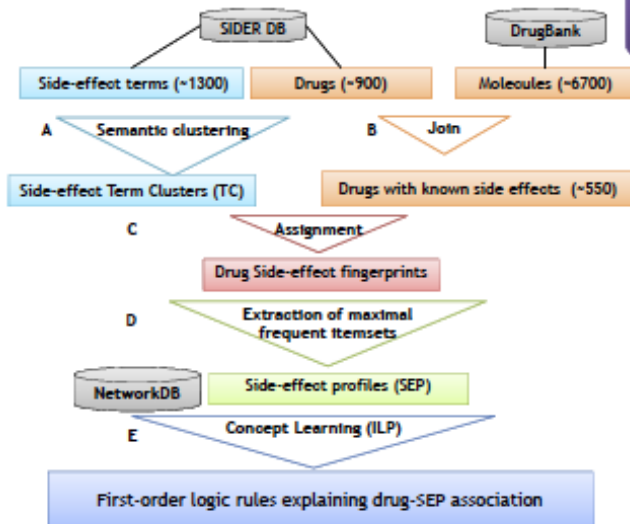 SIDER DB
DrugBank
Side-effect terms (~1300)
Drugs (~900)
Molecules (~6700)
A
Semantic clustering
B
Join
Side-effect Term Clusters (TC)
Drugs with known side effects (~550)
C
Assignment
Drug Side-effect fingerprints
D
Extraction of maximal
frequent itemsets
NetworkDB
Side-effect profiles (SEP)
E
Concept Learning (ILP)
First-order logic rules explaining drug-SEP association